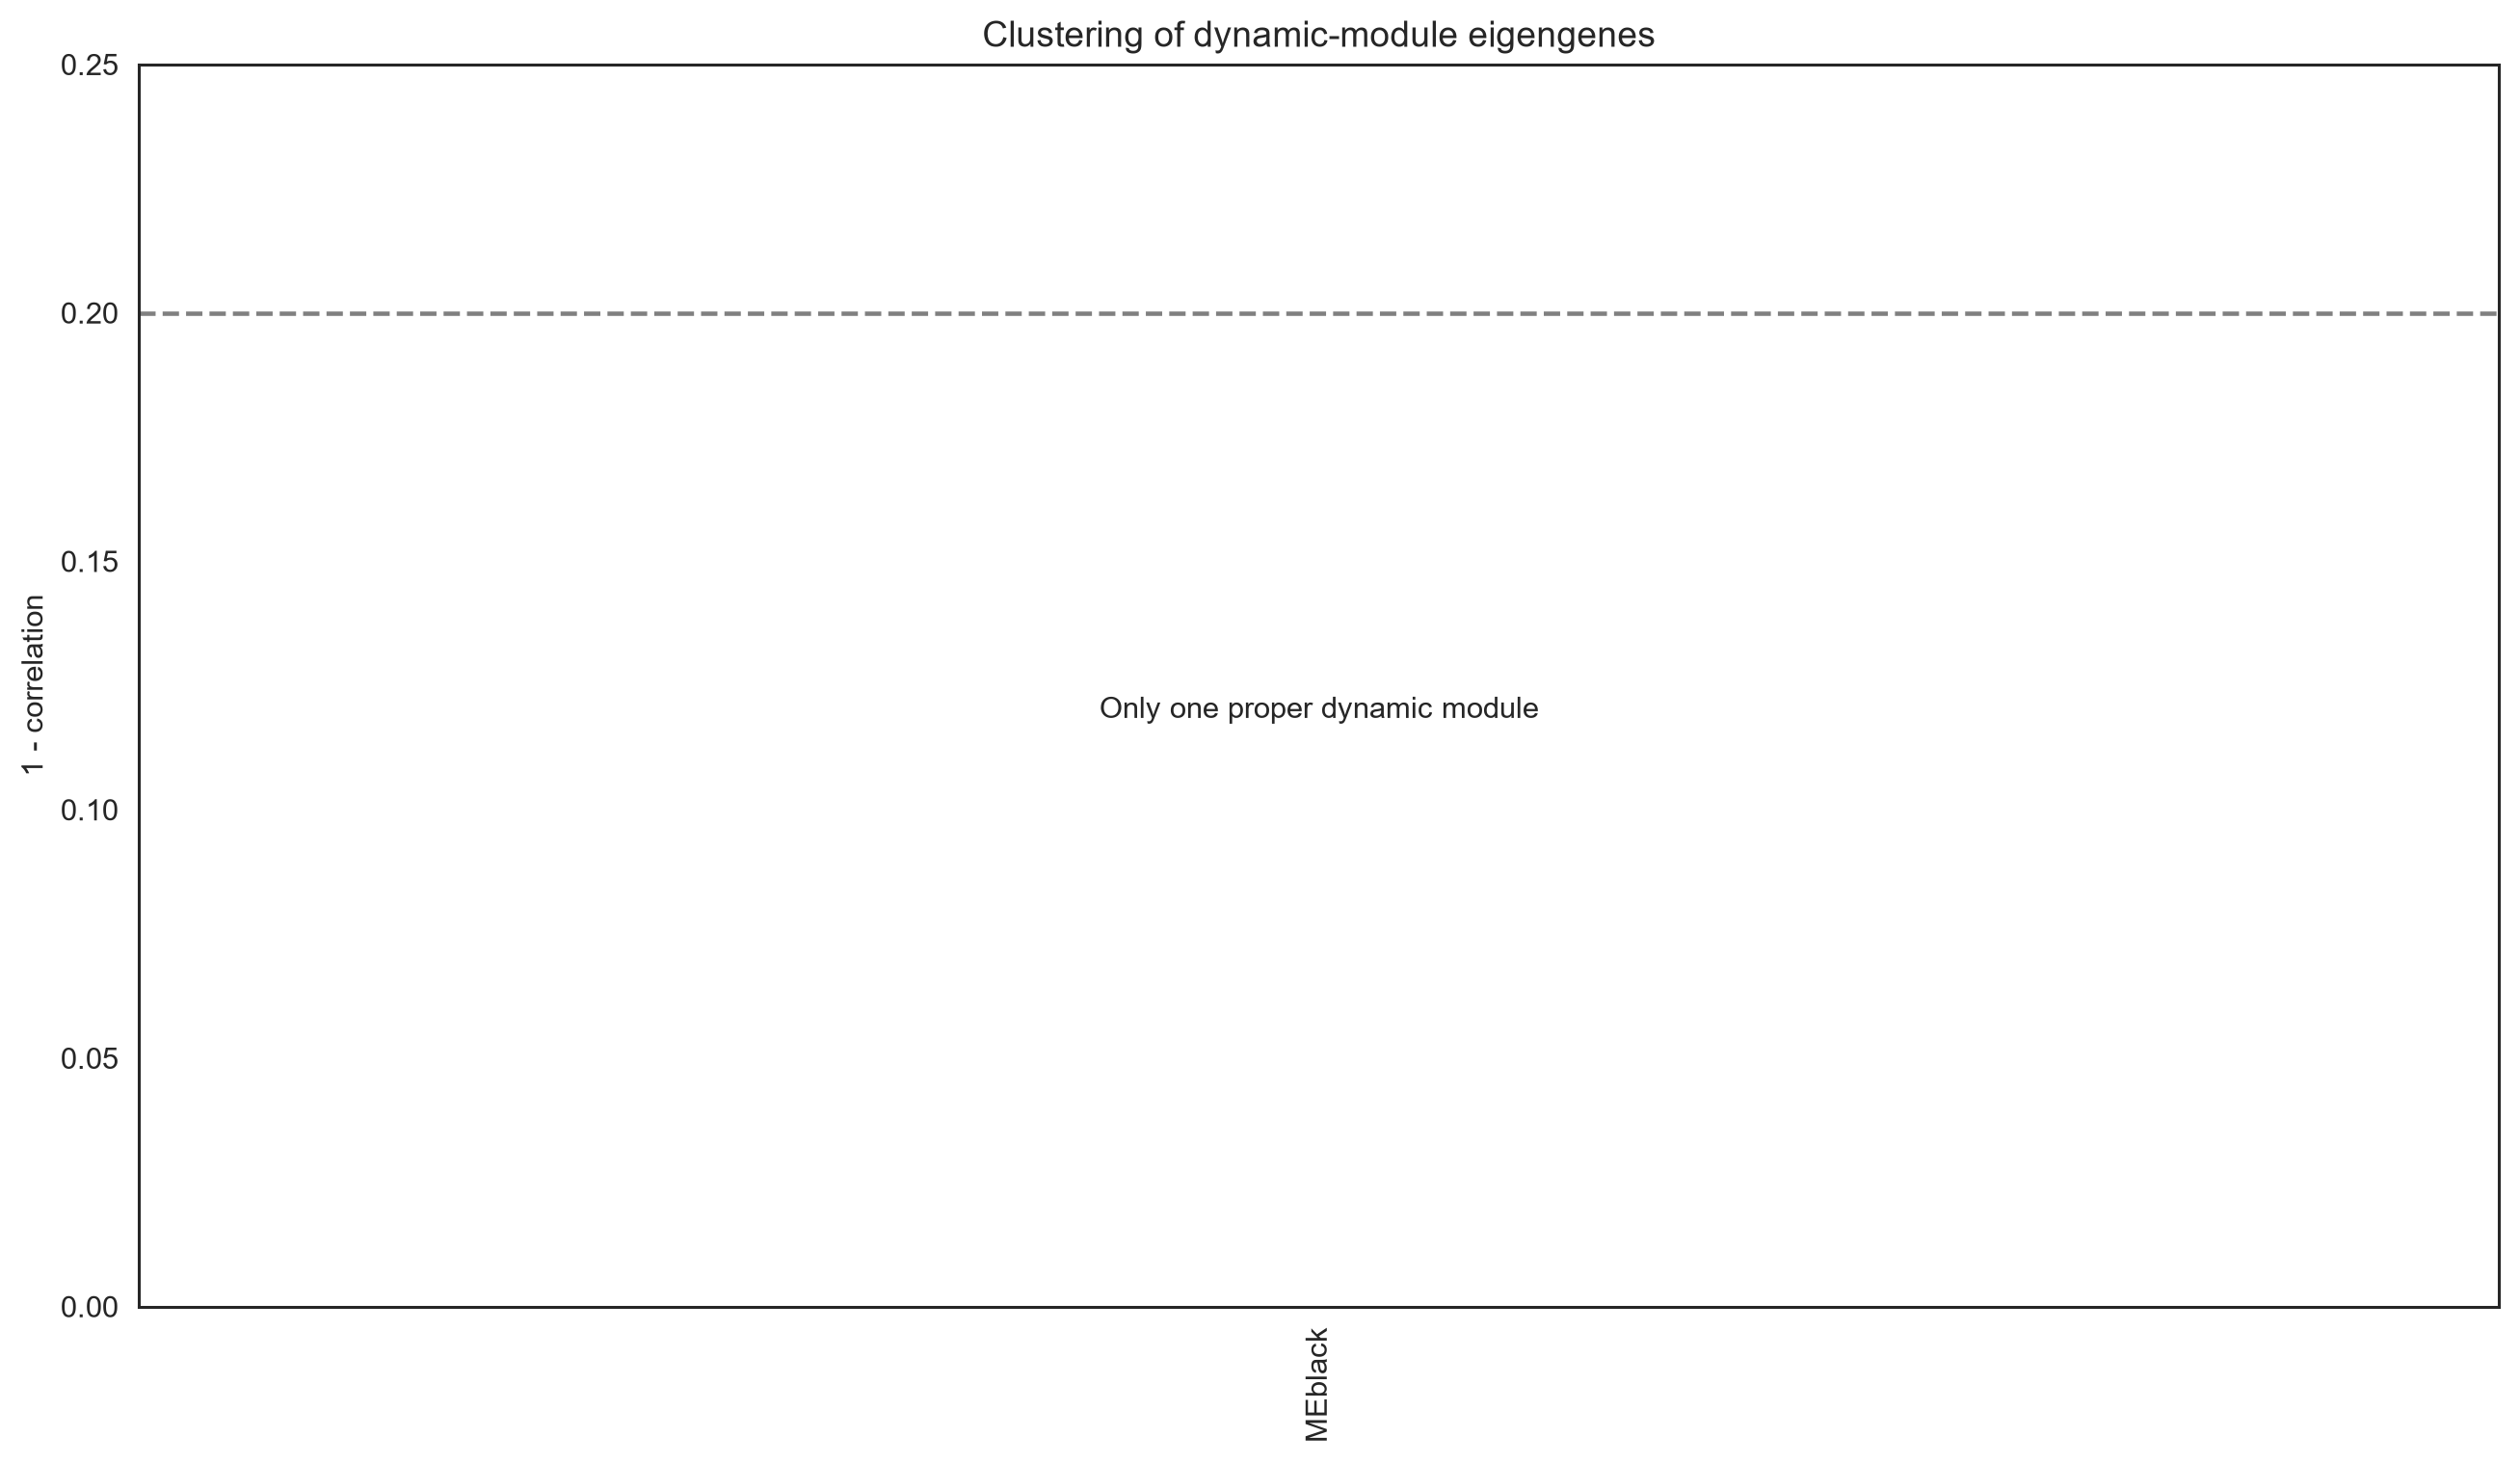 Clustering of dynamic-module eigengenes
0.25
0.20
0.15
0.10
0.05
0.00
1 - correlation
Only one proper dynamic module
MEblack